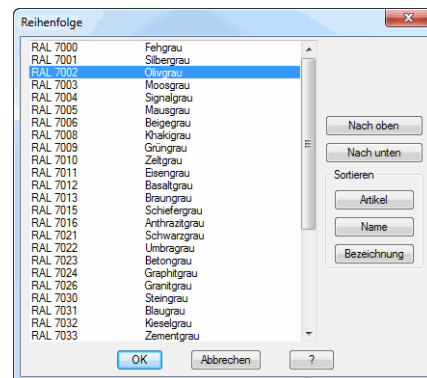 Reihenfolge
RAL 7000 Fehgrau
RAL 7001 Silbergrau
RAL 7002 Olivgrau
RAL 7003 Moosgrau
RAL 7004 Signalgrau
RAL 7005 Mausgrau
RAL 7006 Beigegrau
RAL 7008 Khakigrau
RAL 7009 Grüngrau
RAL 7010 Zeltgrau
RAL 7011 Eisengrau
RAL 7012 Basaltgrau
RAL 7013 Braungrau
RAL 7015 Schiefergrau
RAL 7016 Anthrazitgrau
RAL 7021 Schwarzgrau
RAL 7022 Umbragrau
RAL 7023 Betongrau
RAL 7024 Graphitgrau
RAL 7026 Granitgrau
RAL 7030 Steingrau
RAL 7031 Blaugrau
RAL 7032 Kieselgrau
RAL 7033 Zementgrau
Nach oben
Nach unten
Sortieren
Artikel
Name
Bezeichnung
OK Abbrechen ?